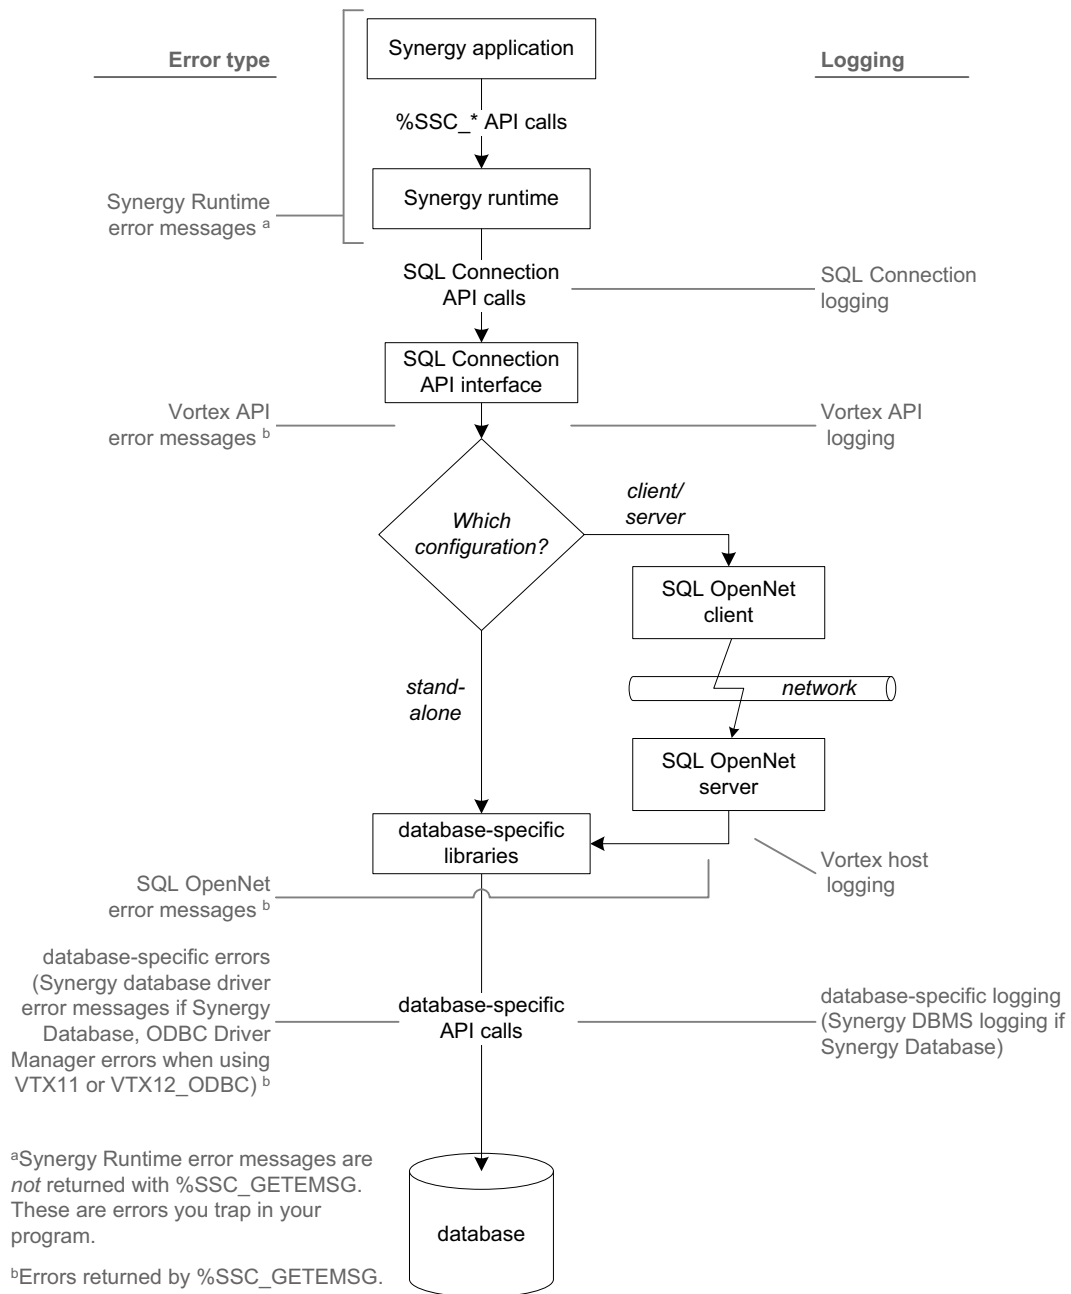 Error type
Synergy application
Logging
%SSC_* API calls
Synergy runtime
Synergy Runtime
error messages a
SQL Connection
API calls
SQL Connection
logging
SQL Connection
API interface
Vortex API
error messages b
Vortex API
logging
Which
configuration?
client/
server
SQL OpenNet
client
stand-
alone
network
SQL OpenNet
server
database-specific
libraries
Vortex host
logging
SQL OpenNet
error messages b
database-specific errors
(Synergy database driver
error messages if Synergy
Database, ODBC Driver
Manager errors when using
VTX11 or VTX12_ODBC) b
database-specific
API calls
database-specific logging
(Synergy DBMS logging if
Synergy Database)
aSynergy Runtime error messages are
not returned with %SSC_GETEMSG.
These are errors you trap in your
program.
bErrors returned by %SSC_GETEMSG.
database